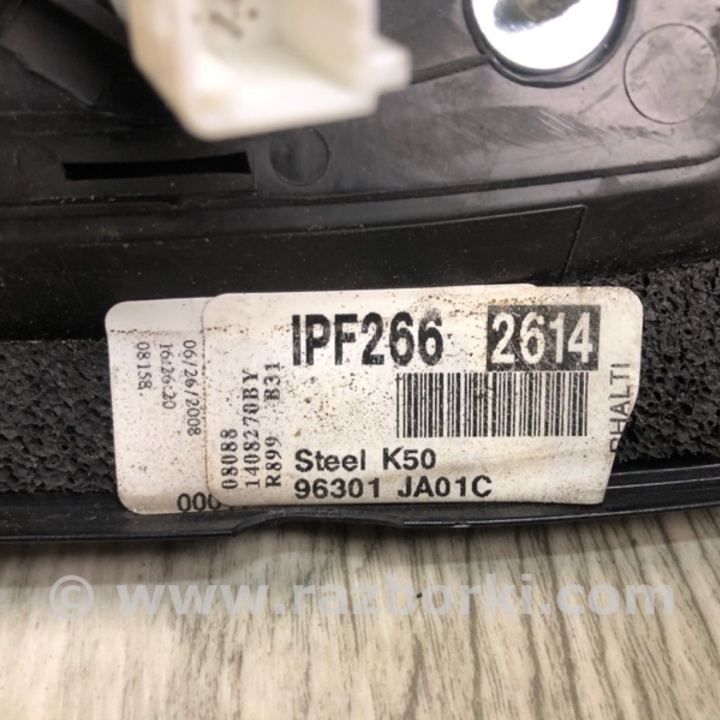 IPF266 2614
Steel K50
96301 JA01C
08088
1408270BY
R899 B31
06/26/2008
16:26:20
08158
© www.razborki.com